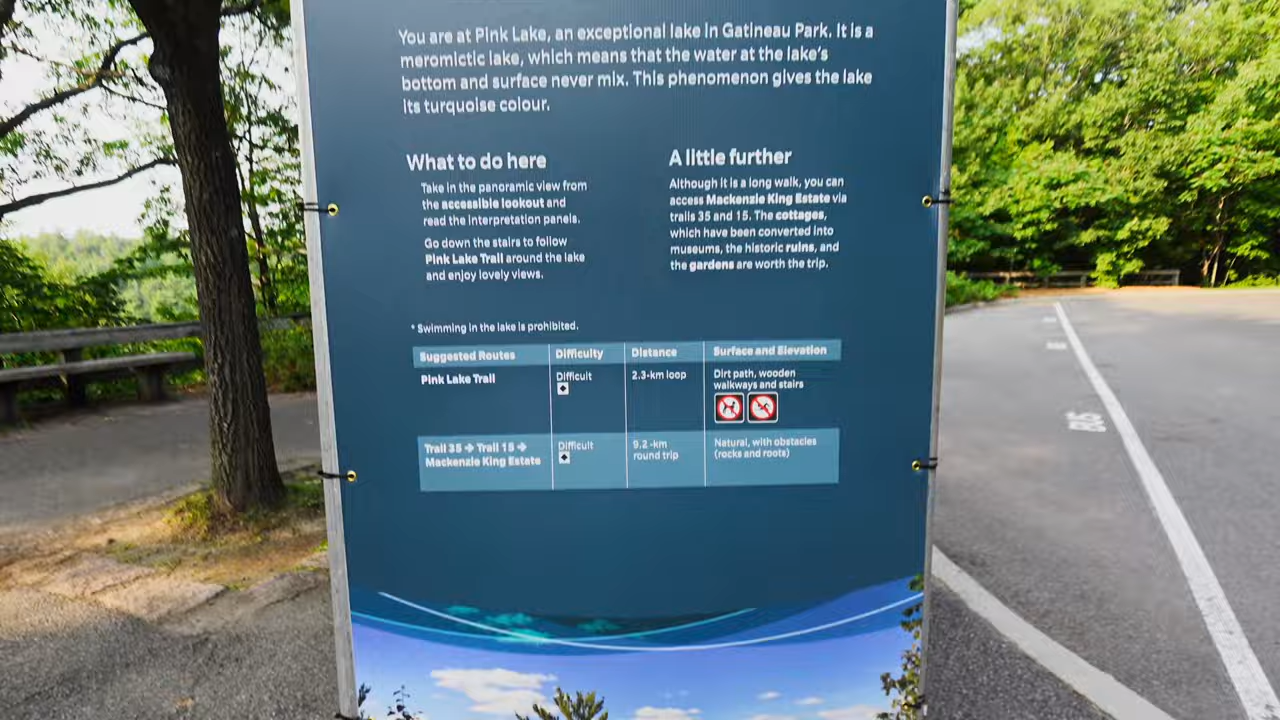 You are at Pink Lake, an exceptional lake in Gatineau Park. It is a
meromictic lake, which means that the water at the lake's
bottom and surface never mix. This phenomenon gives the lake
its turquoise colour.
What to do here
Take in the panoramic view from
the accessible lookout and
read the interpretation panels.
Go down the stairs to follow
Pink Lake Trail around the lake
and enjoy lovely views.
A little further
Although it is a long walk, you can
access Mackenzie King Estate via
trails 35 and 15. The cottages,
which have been converted into
museums, the historic ruins, and
the gardens are worth the trip.
* Swimming in the lake is prohibited.
Suggested Routes Difficulty Distance Surface and Elevation
Pink Lake Trail Difficult 2.3-km loop Dirt path, wooden
walkways and stairs
Trail 35 → Trail 15 → Difficult 9.2 -km Natural, with obstacles
Mackenzie King Estate round trip (rocks and roots)
BUS